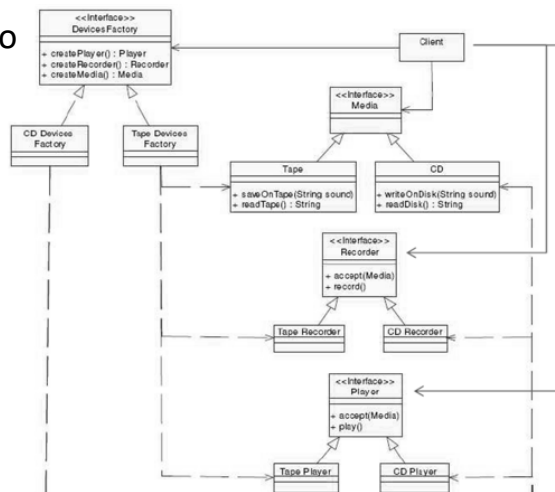 o
<<Interface>>
DevicesFactory
+ createPlayer() : Player
+ createRecorder() : Recorder
+ createMedia() : Media
Client
<<Interface>>
Media
CD Devices
Factory
Tape Devices
Factory
Tape
+ saveOnTape(String sound)
+ readTape() : String
CD
+ writeOnDisk(String sound)
+ readDisk() : String
<<Interface>>
Recorder
+ accept(Media)
+ record()
Tape Recorder
CD Recorder
<<Interface>>
Player
+ accept(Media)
+ play()
Tape Player
CD Player